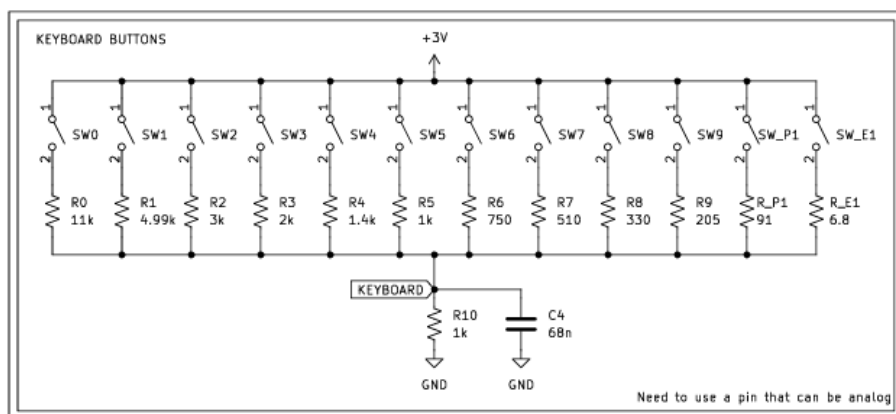 KEYBOARD BUTTONS
+3V
1 1 1 1 1 1 1 1 1 1 1 1
SW0 SW1 SW2 SW3 SW4 SW5 SW6 SW7 SW8 SW9 SW_P1 SW_E1
2 2 2 2 2 2 2 2 2 2 2 2
R0 R1 R2 R3 R4 R5 R6 R7 R8 R9 R_P1 R_E1
11k 4.99k 3k 2k 1.4k 1k 750 510 330 205 91 6.8
KEYBOARD
R10 C4
1k 68n
GND GND
Need to use a pin that can be analog